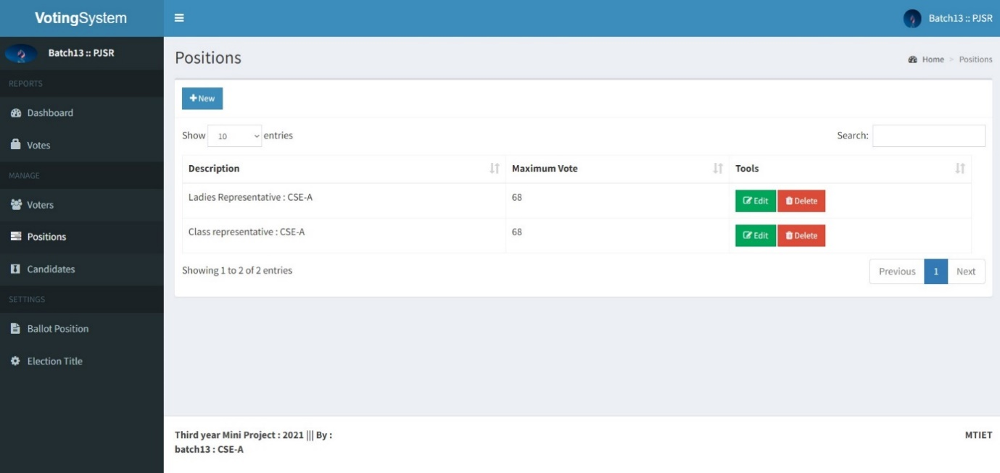 VotingSystem
Batch13 :: PJSR
Batch13 :: PJSR
REPORTS
Dashboard
Votes
MANAGE
Voters
Positions
Candidates
SETTINGS
Ballot Position
Election Title
Positions
Home > Positions
New
Show 10 entries
Search:
Description Maximum Vote Tools
Ladies Representative : CSE-A 68 Edit Delete
Class representative : CSE-A 68 Edit Delete
Showing 1 to 2 of 2 entries
Previous 1 Next
Third year Mini Project : 2021 ||| By :
batch13 : CSE-A
MTIET